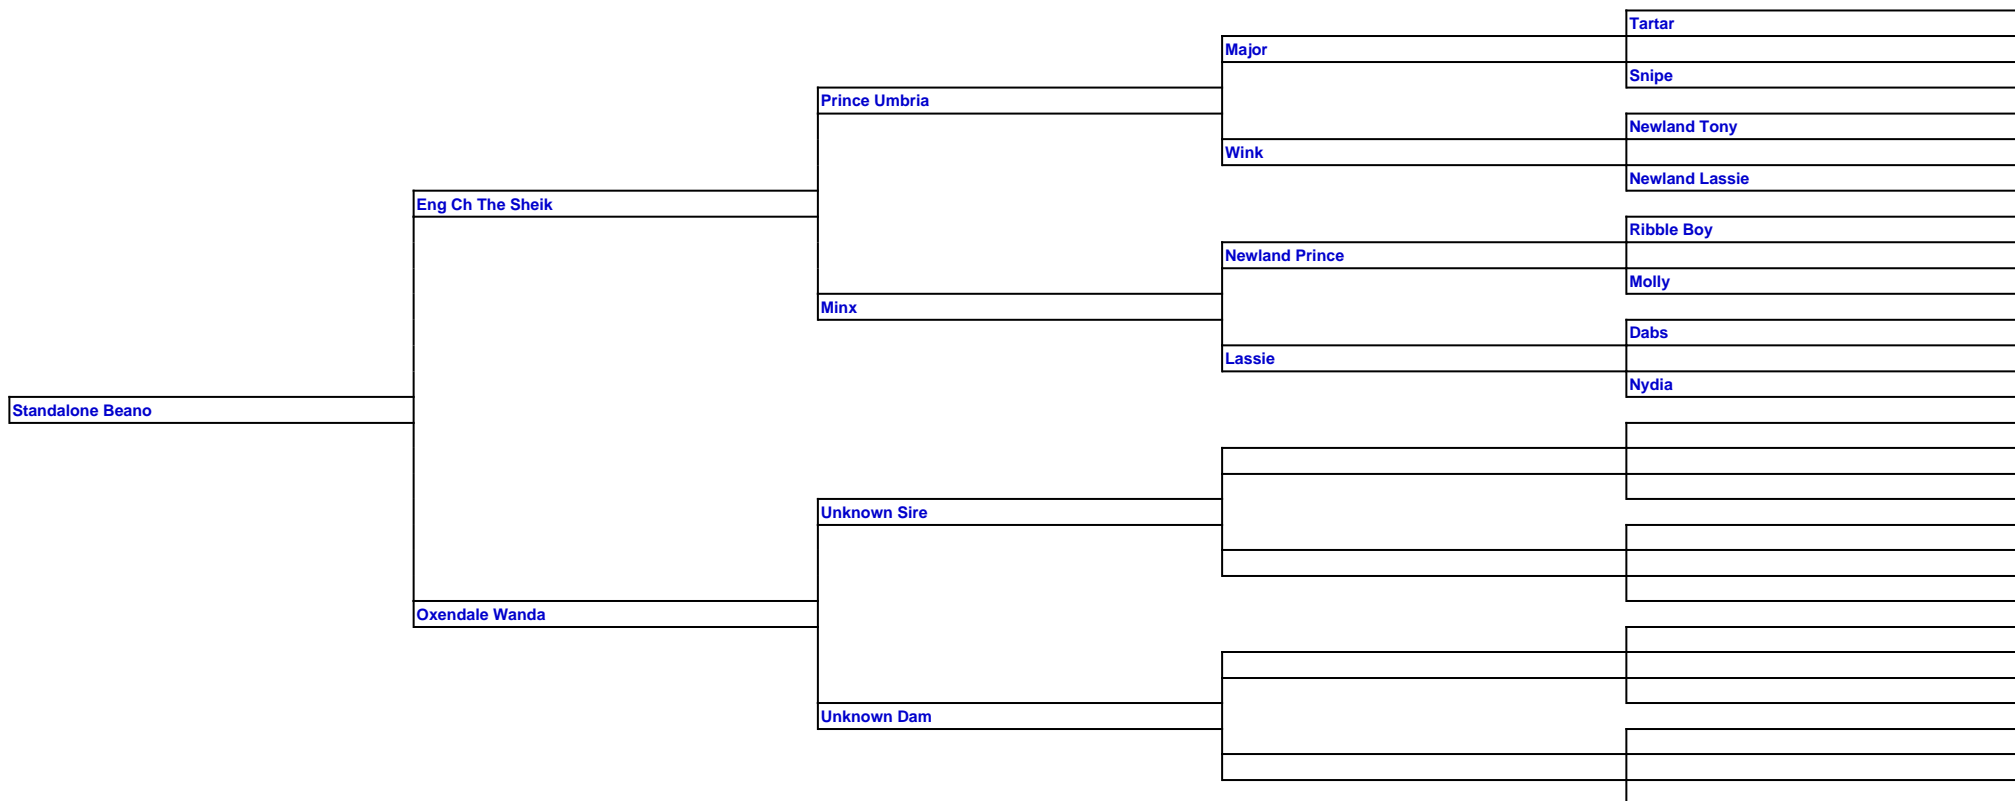 Tartar
Major
Snipe
Prince Umbria
Newland Tony
Wink
Newland Lassie
Eng Ch The Sheik
Ribble Boy
Newland Prince
Molly
Minx
Dabs
Lassie
Nydia
Standalone Beano
Unknown Sire
Oxendale Wanda
Unknown Dam